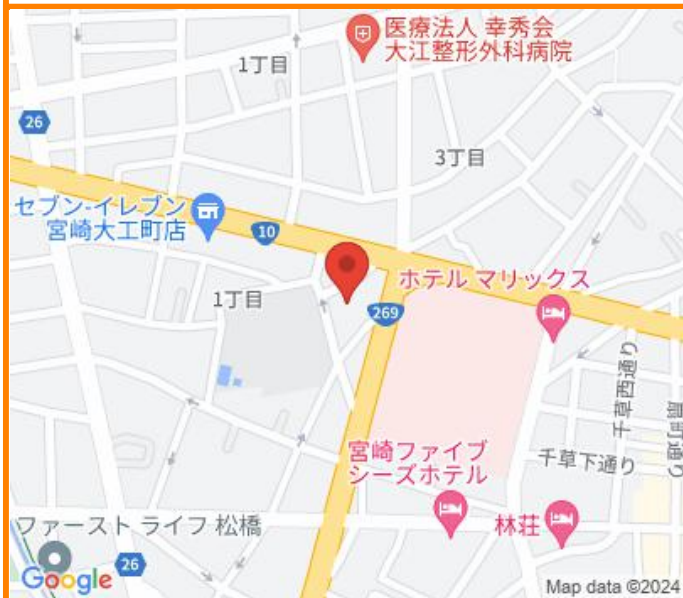 医療法人 幸秀会
大江整形外科病院
1丁目
26
3丁目
セブン-イレブン
宮崎大工町店
10
ホテル マリックス
1丁目
269
千草西通り
宮崎ファイブ
シーズホテル
千草下通り
林荘
ファースト ライフ 松橋
26
Google
Map data ©2024